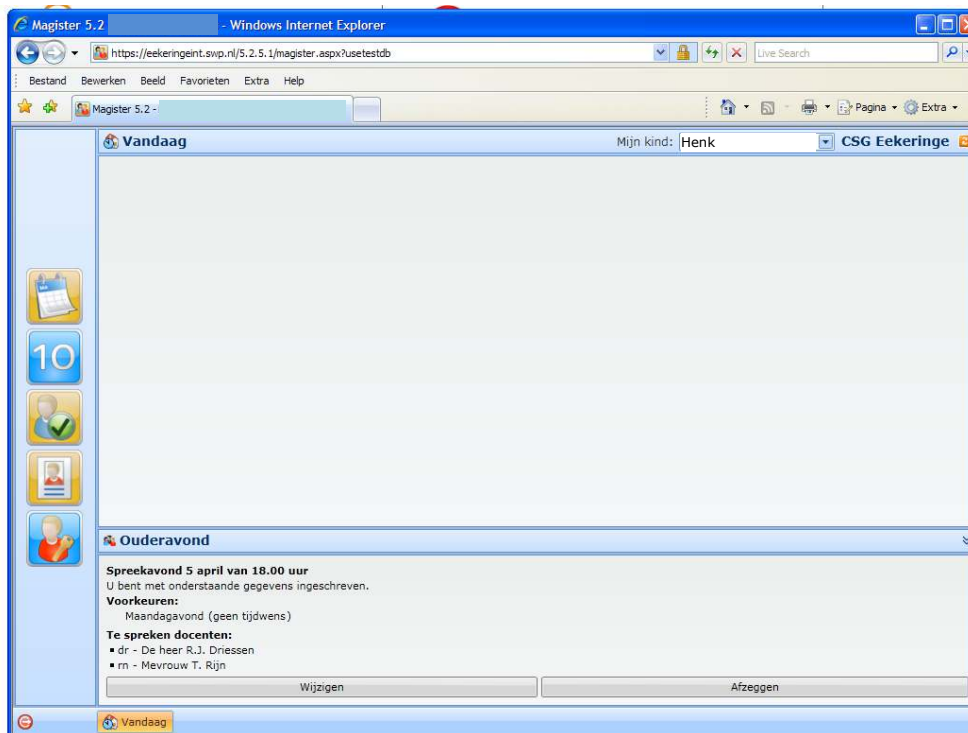 Magister 5.2 - Windows Internet Explorer
https://eekeringeint.swp.nl/5.2.5.1/magister.aspx?usetestdb
Live Search
Bestand Bewerken Beeld Favorieten Extra Help
Magister 5.2 -
Pagina
Extra
Vandaag
Mijn kind: Henk
CSG Eekeringe
10
Ouderavond
Spreekavond 5 april van 18.00 uur
U bent met onderstaande gegevens ingeschreven.
Voorkeuren:
Maandagavond (geen tijdwens)
Te spreken docenten:
▪ dr - De heer R.J. Driessen
▪ rn - Mevrouw T. Rijn
Wijzigen
Afzeggen
Vandaag